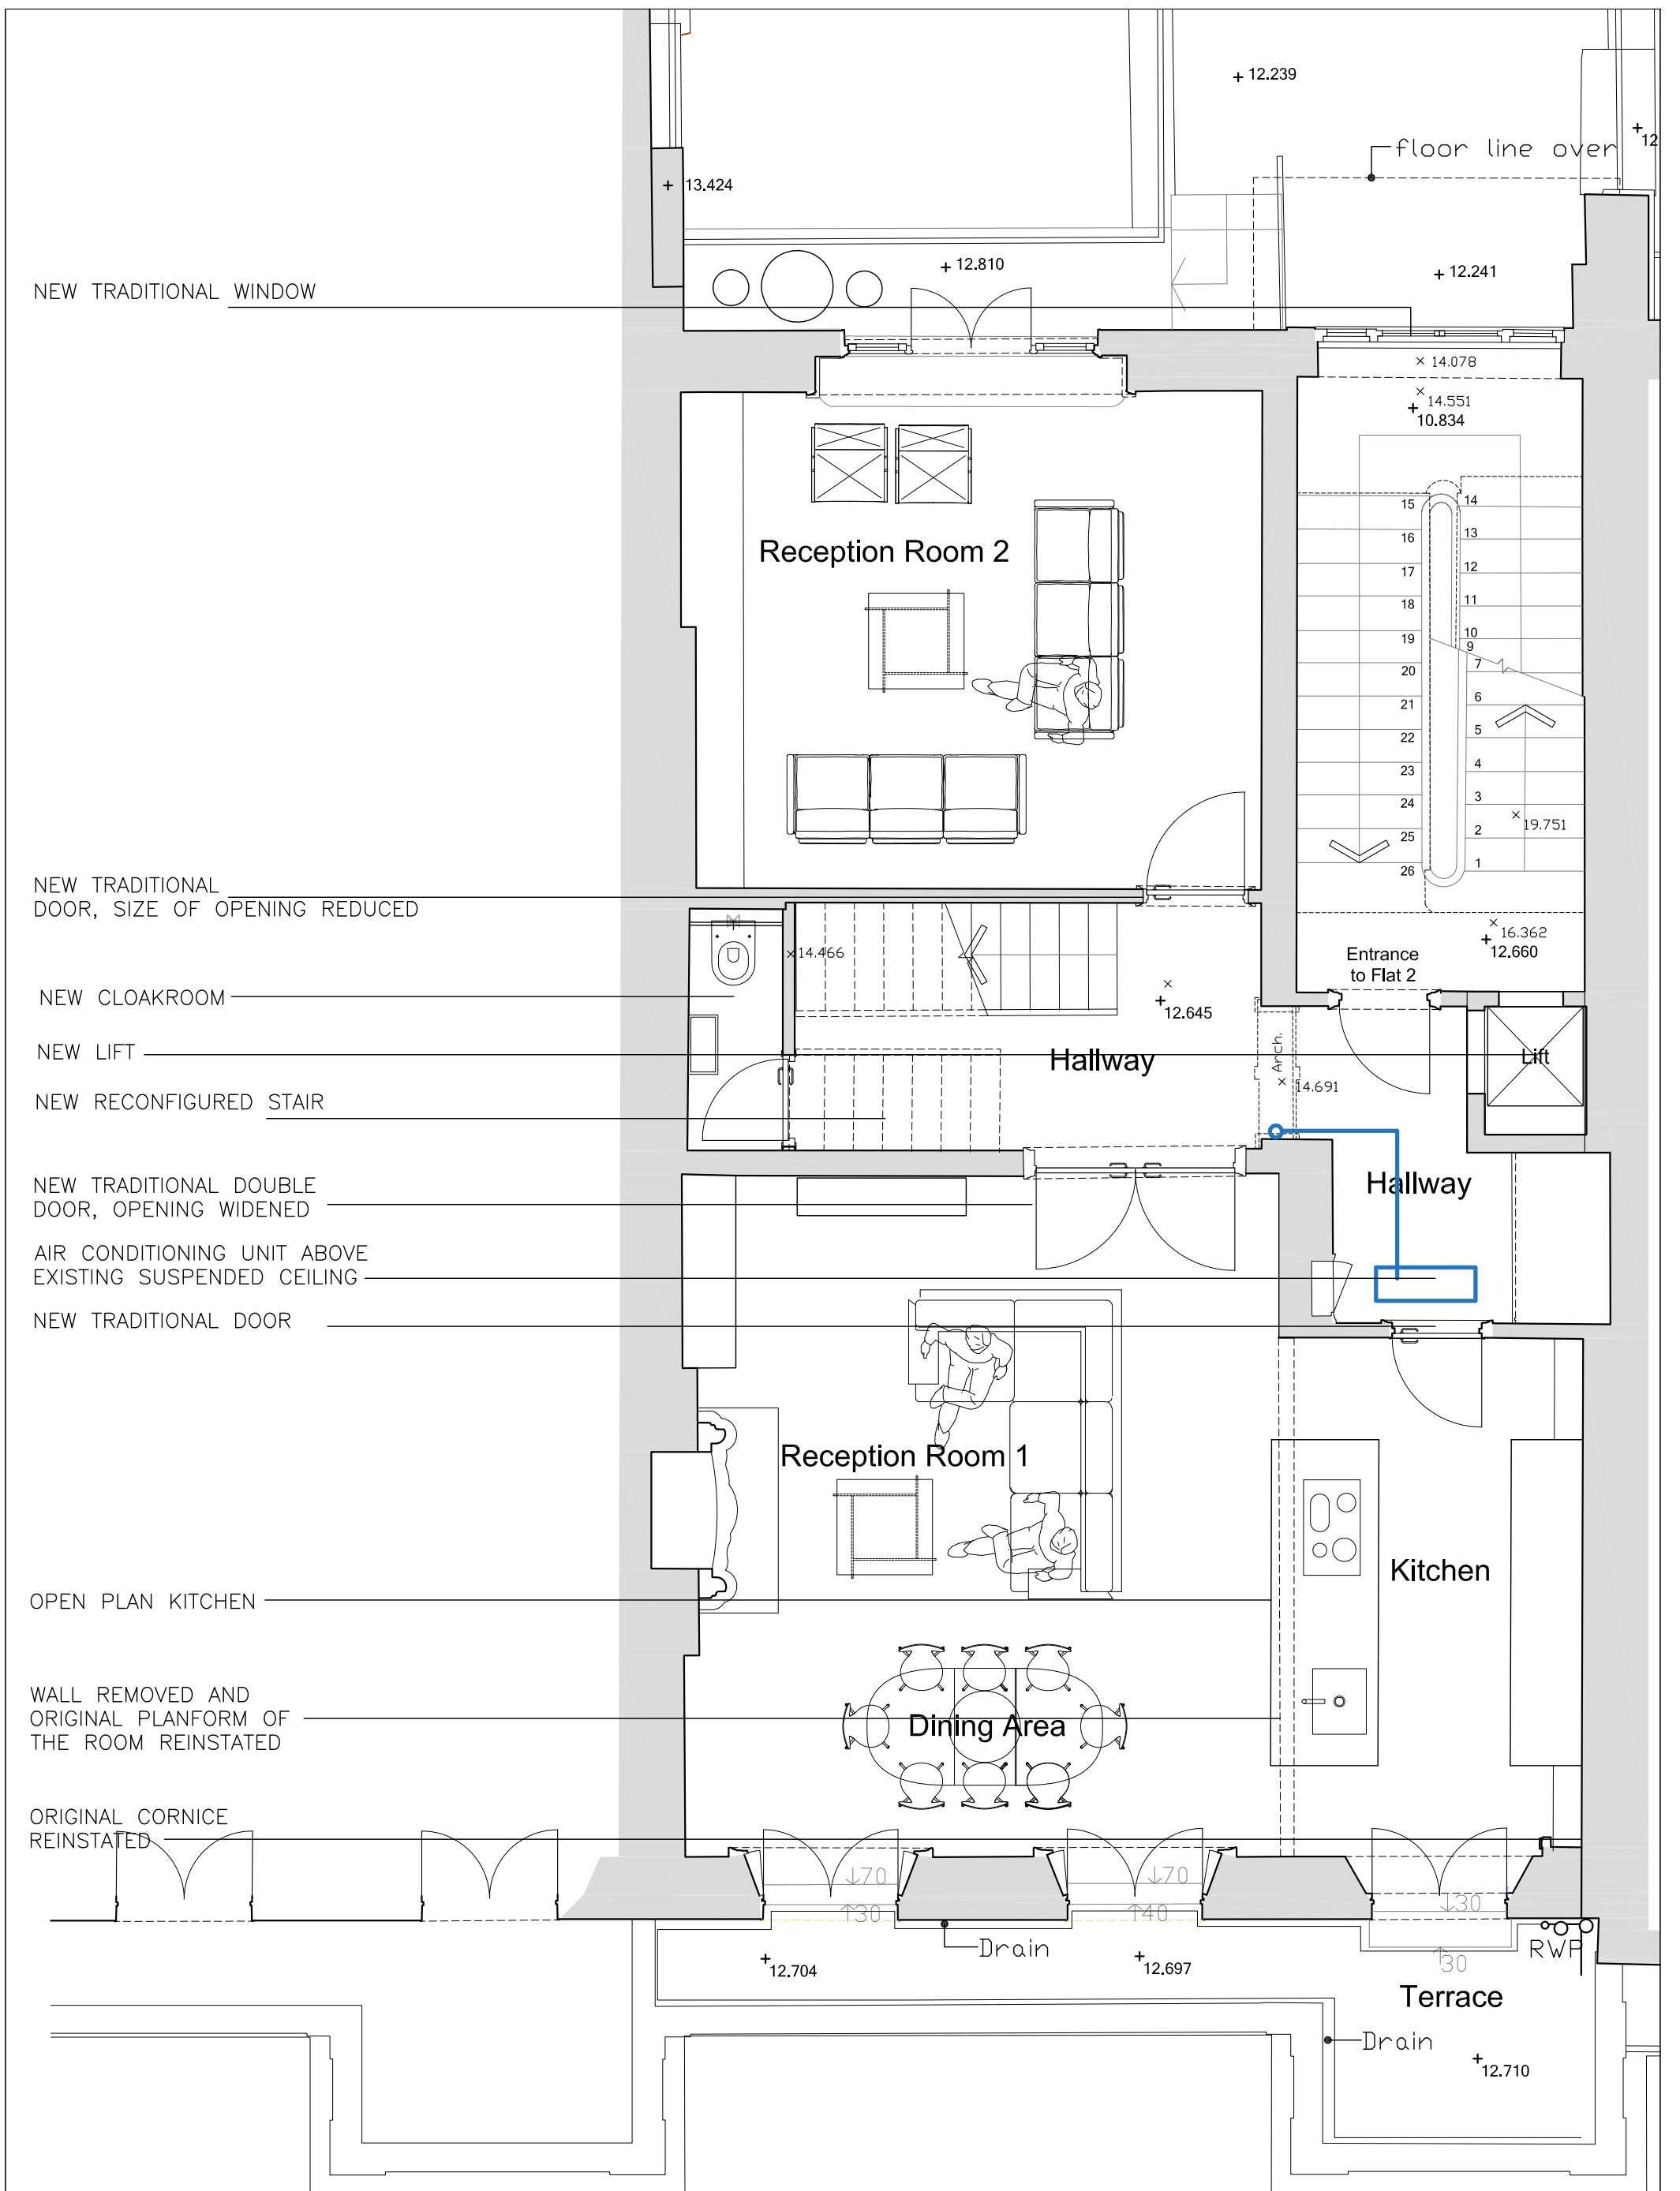 12.239
floor line over
12
13.424
12.810
12.241
NEW TRADITIONAL WINDOW
14.078
14.551
10.834
15 14
16 13
17 12
18 11
19 10
9
20 7
21 6
22 5
23 4
24 3
25 2
26 1
Reception Room 2
19.751
NEW TRADITIONAL
DOOR, SIZE OF OPENING REDUCED
16.362
12.660
14.466
Entrance
to Flat 2
NEW CLOAKROOM
12.645
NEW LIFT
Hallway
Arch.
Lift
14.691
NEW RECONFIGURED STAIR
NEW TRADITIONAL DOUBLE
DOOR, OPENING WIDENED
Hallway
AIR CONDITIONING UNIT ABOVE
EXISTING SUSPENDED CEILING
NEW TRADITIONAL DOOR
Reception Room 1
Kitchen
OPEN PLAN KITCHEN
WALL REMOVED AND
ORIGINAL PLANFORM OF
THE ROOM REINSTATED
Dining Area
ORIGINAL CORNICE
REINSTATED
70 70 30
30 40 30
Drain
RWP
12.704
12.697
Terrace
Drain
12.710